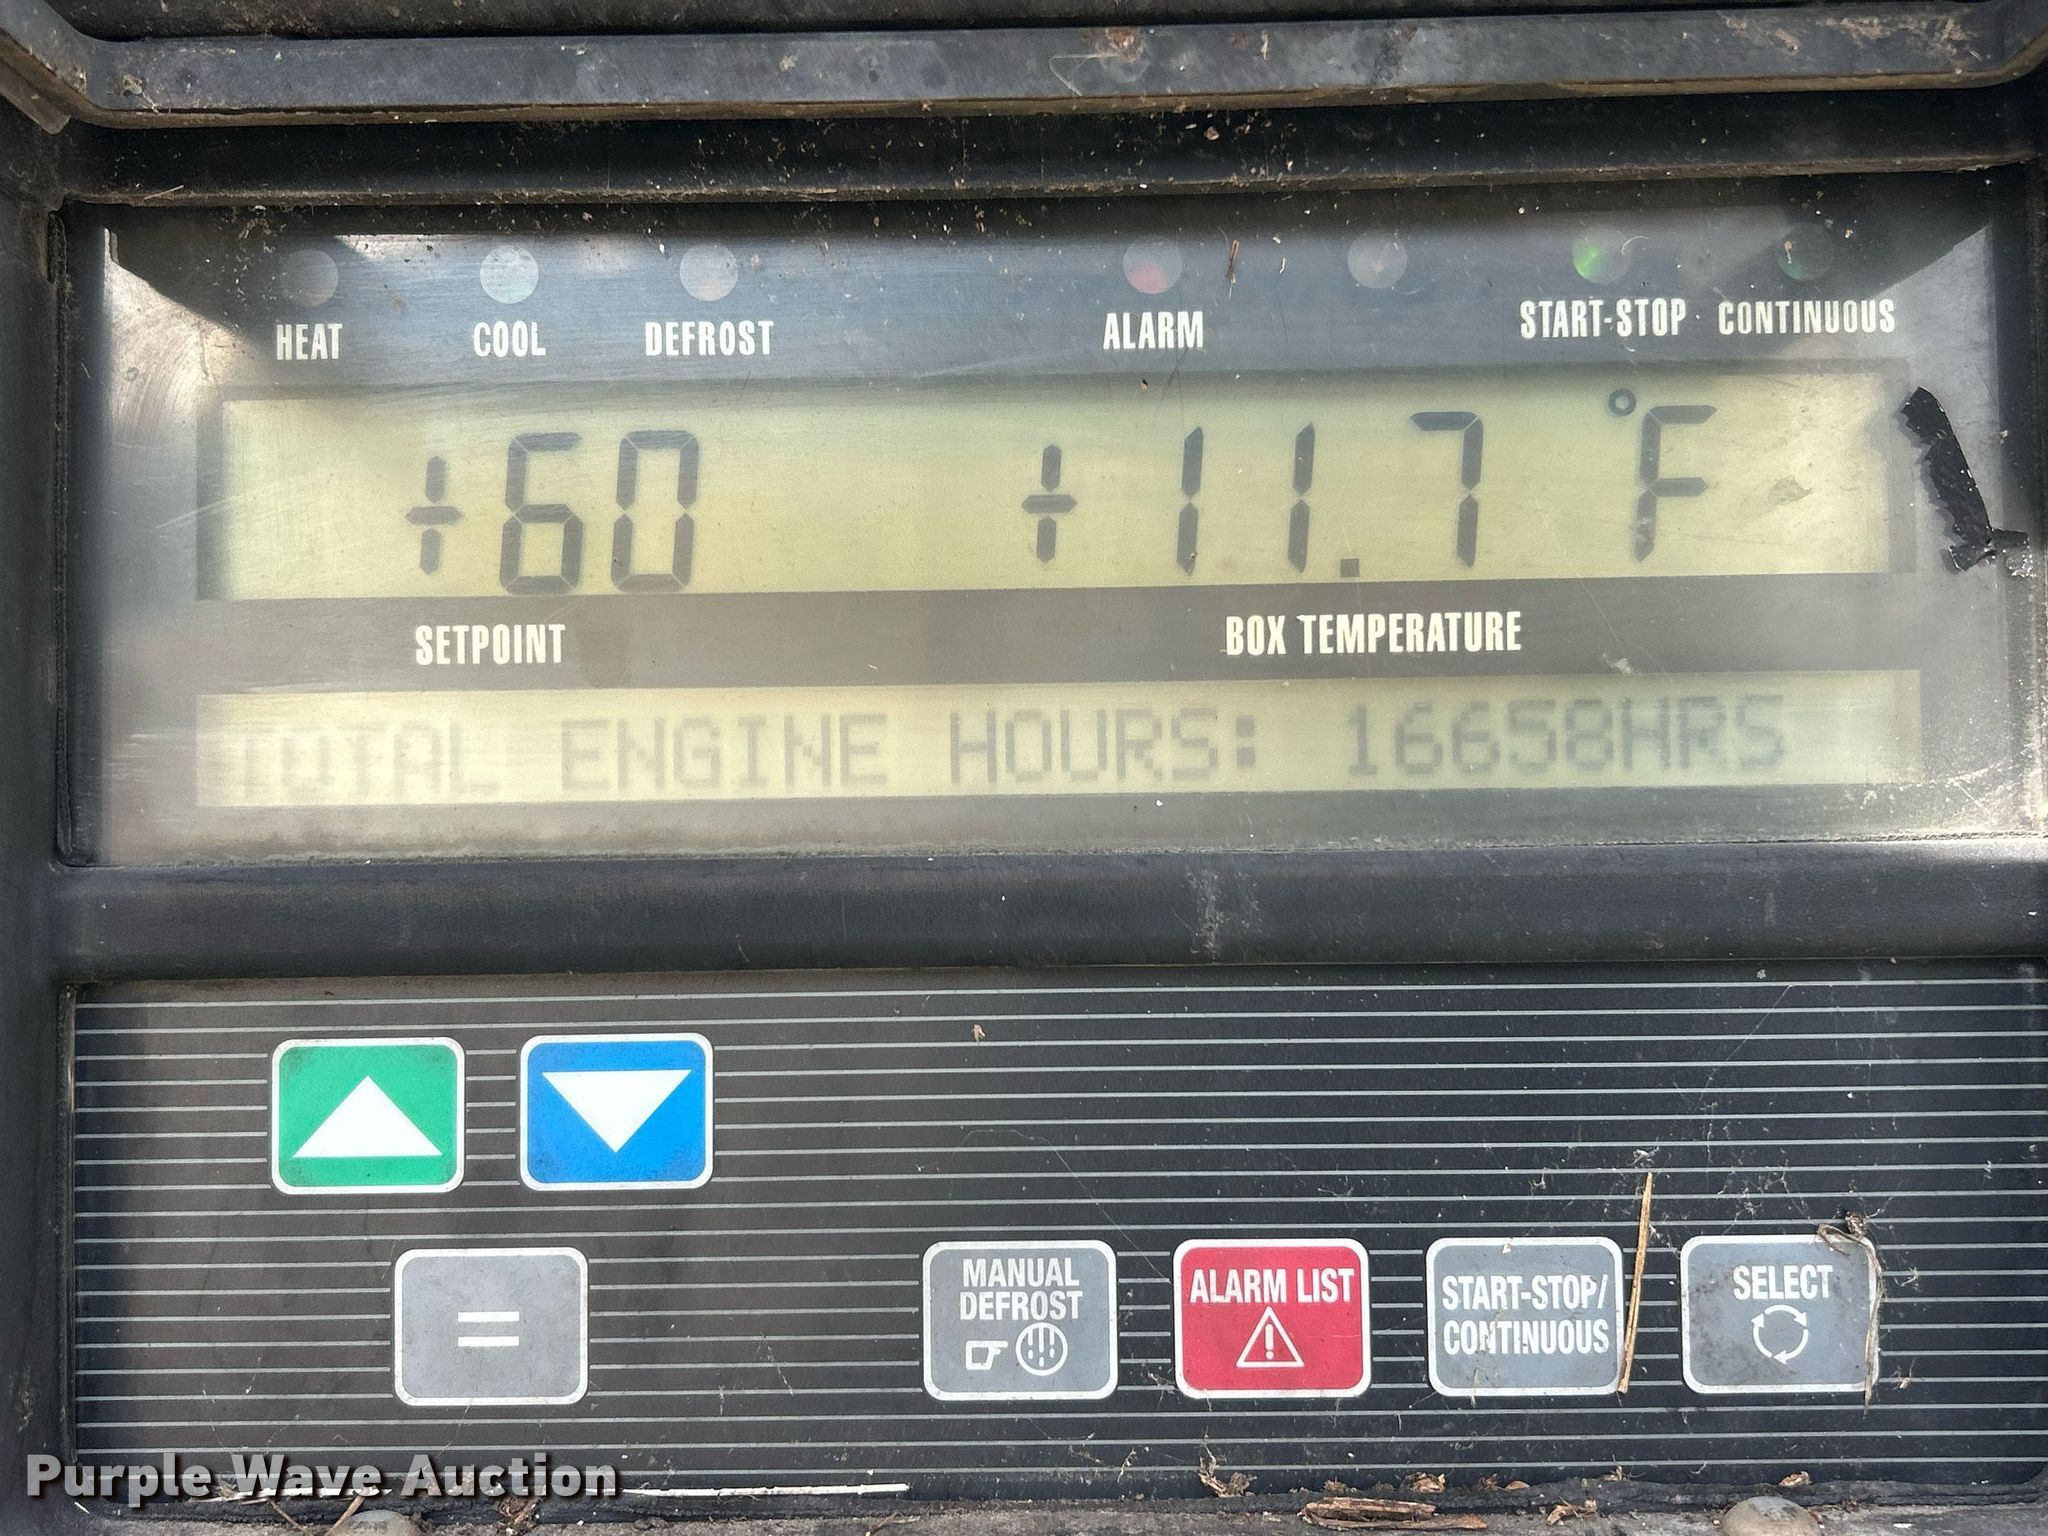 HEAT COOL DEFROST ALARM START-STOP CONTINUOUS
+60 +11.7 °F
SETPOINT BOX TEMPERATURE
TOTAL ENGINE HOURS: 16658HRS
=
MANUAL DEFROST
ALARM LIST
START-STOP/
CONTINUOUS
SELECT
Purple Wave Auction